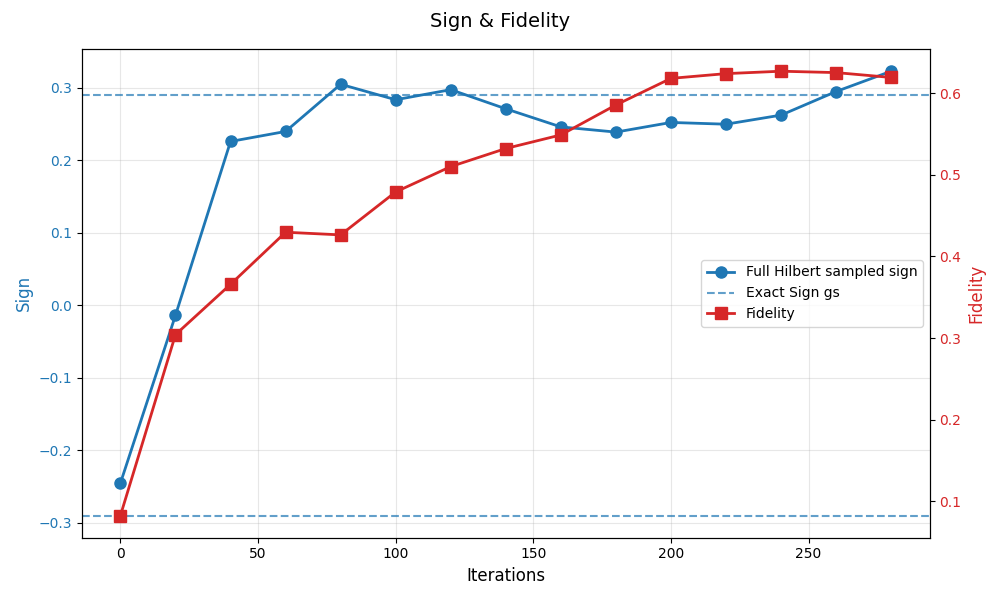 Sign & Fidelity
Sign
0.3
0.2
0.1
0.0
−0.1
−0.2
−0.3
Full Hilbert sampled sign
Exact Sign gs
Fidelity
0.6
0.5
0.4
0.3
0.2
0.1
Fidelity
0 50 100 150 200 250
Iterations